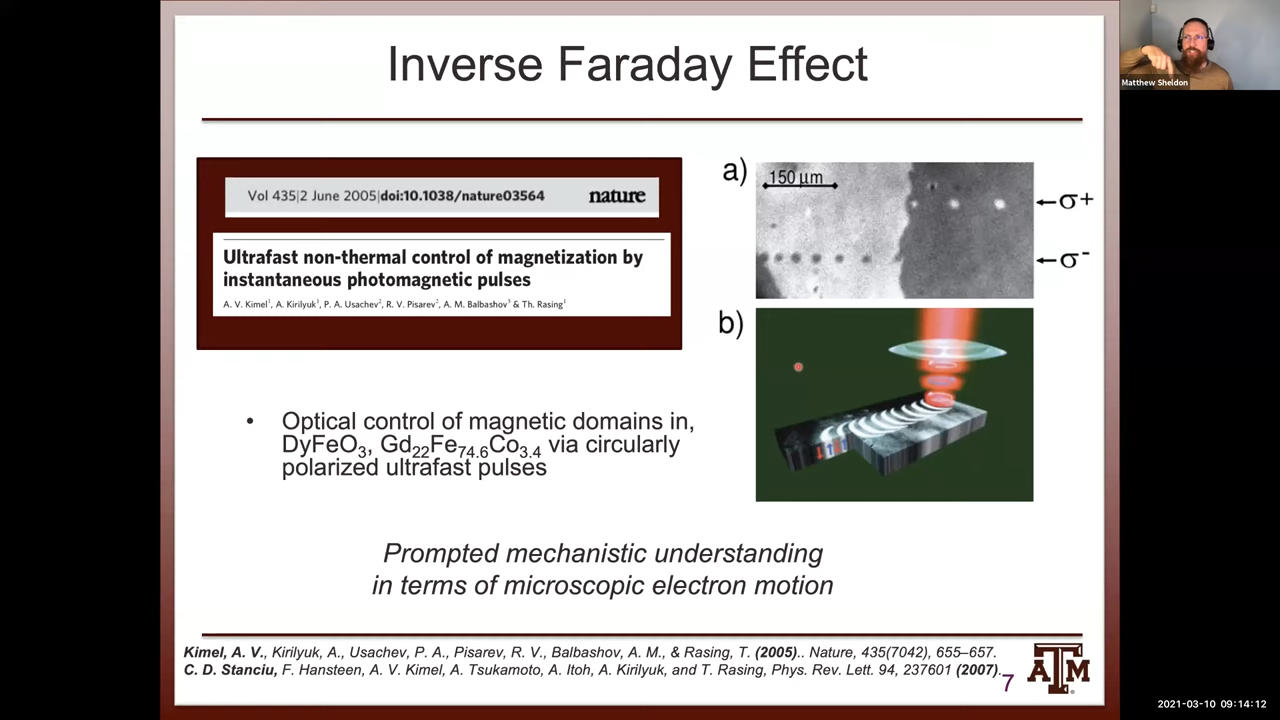 Inverse Faraday Effect
Vol 435|2 June 2005|doi:10.1038/nature03564
nature
Ultrafast non-thermal control of magnetization by
instantaneous photomagnetic pulses
A. V. Kimel¹, A. Kirilyuk¹, P. A. Usachev², R. V. Pisarev², A. M. Balbashov³ & Th. Rasing¹
a)
150 μm
σ+
σ-
b)
• Optical control of magnetic domains in,
DyFeO₃, Gd₂₂Fe₇₄.₆Co₃.₄ via circularly
polarized ultrafast pulses
Prompted mechanistic understanding
in terms of microscopic electron motion
Kimel, A. V., Kirilyuk, A., Usachev, P. A., Pisarev, R. V., Balbashov, A. M., & Rasing, T. (2005).. Nature, 435(7042), 655–657.
C. D. Stanciu, F. Hansteen, A. V. Kimel, A. Tsukamoto, A. Itoh, A. Kirilyuk, and T. Rasing, Phys. Rev. Lett. 94, 237601 (2007).
7
ATM
Matthew Sheldon
2021-03-10 09:14:12